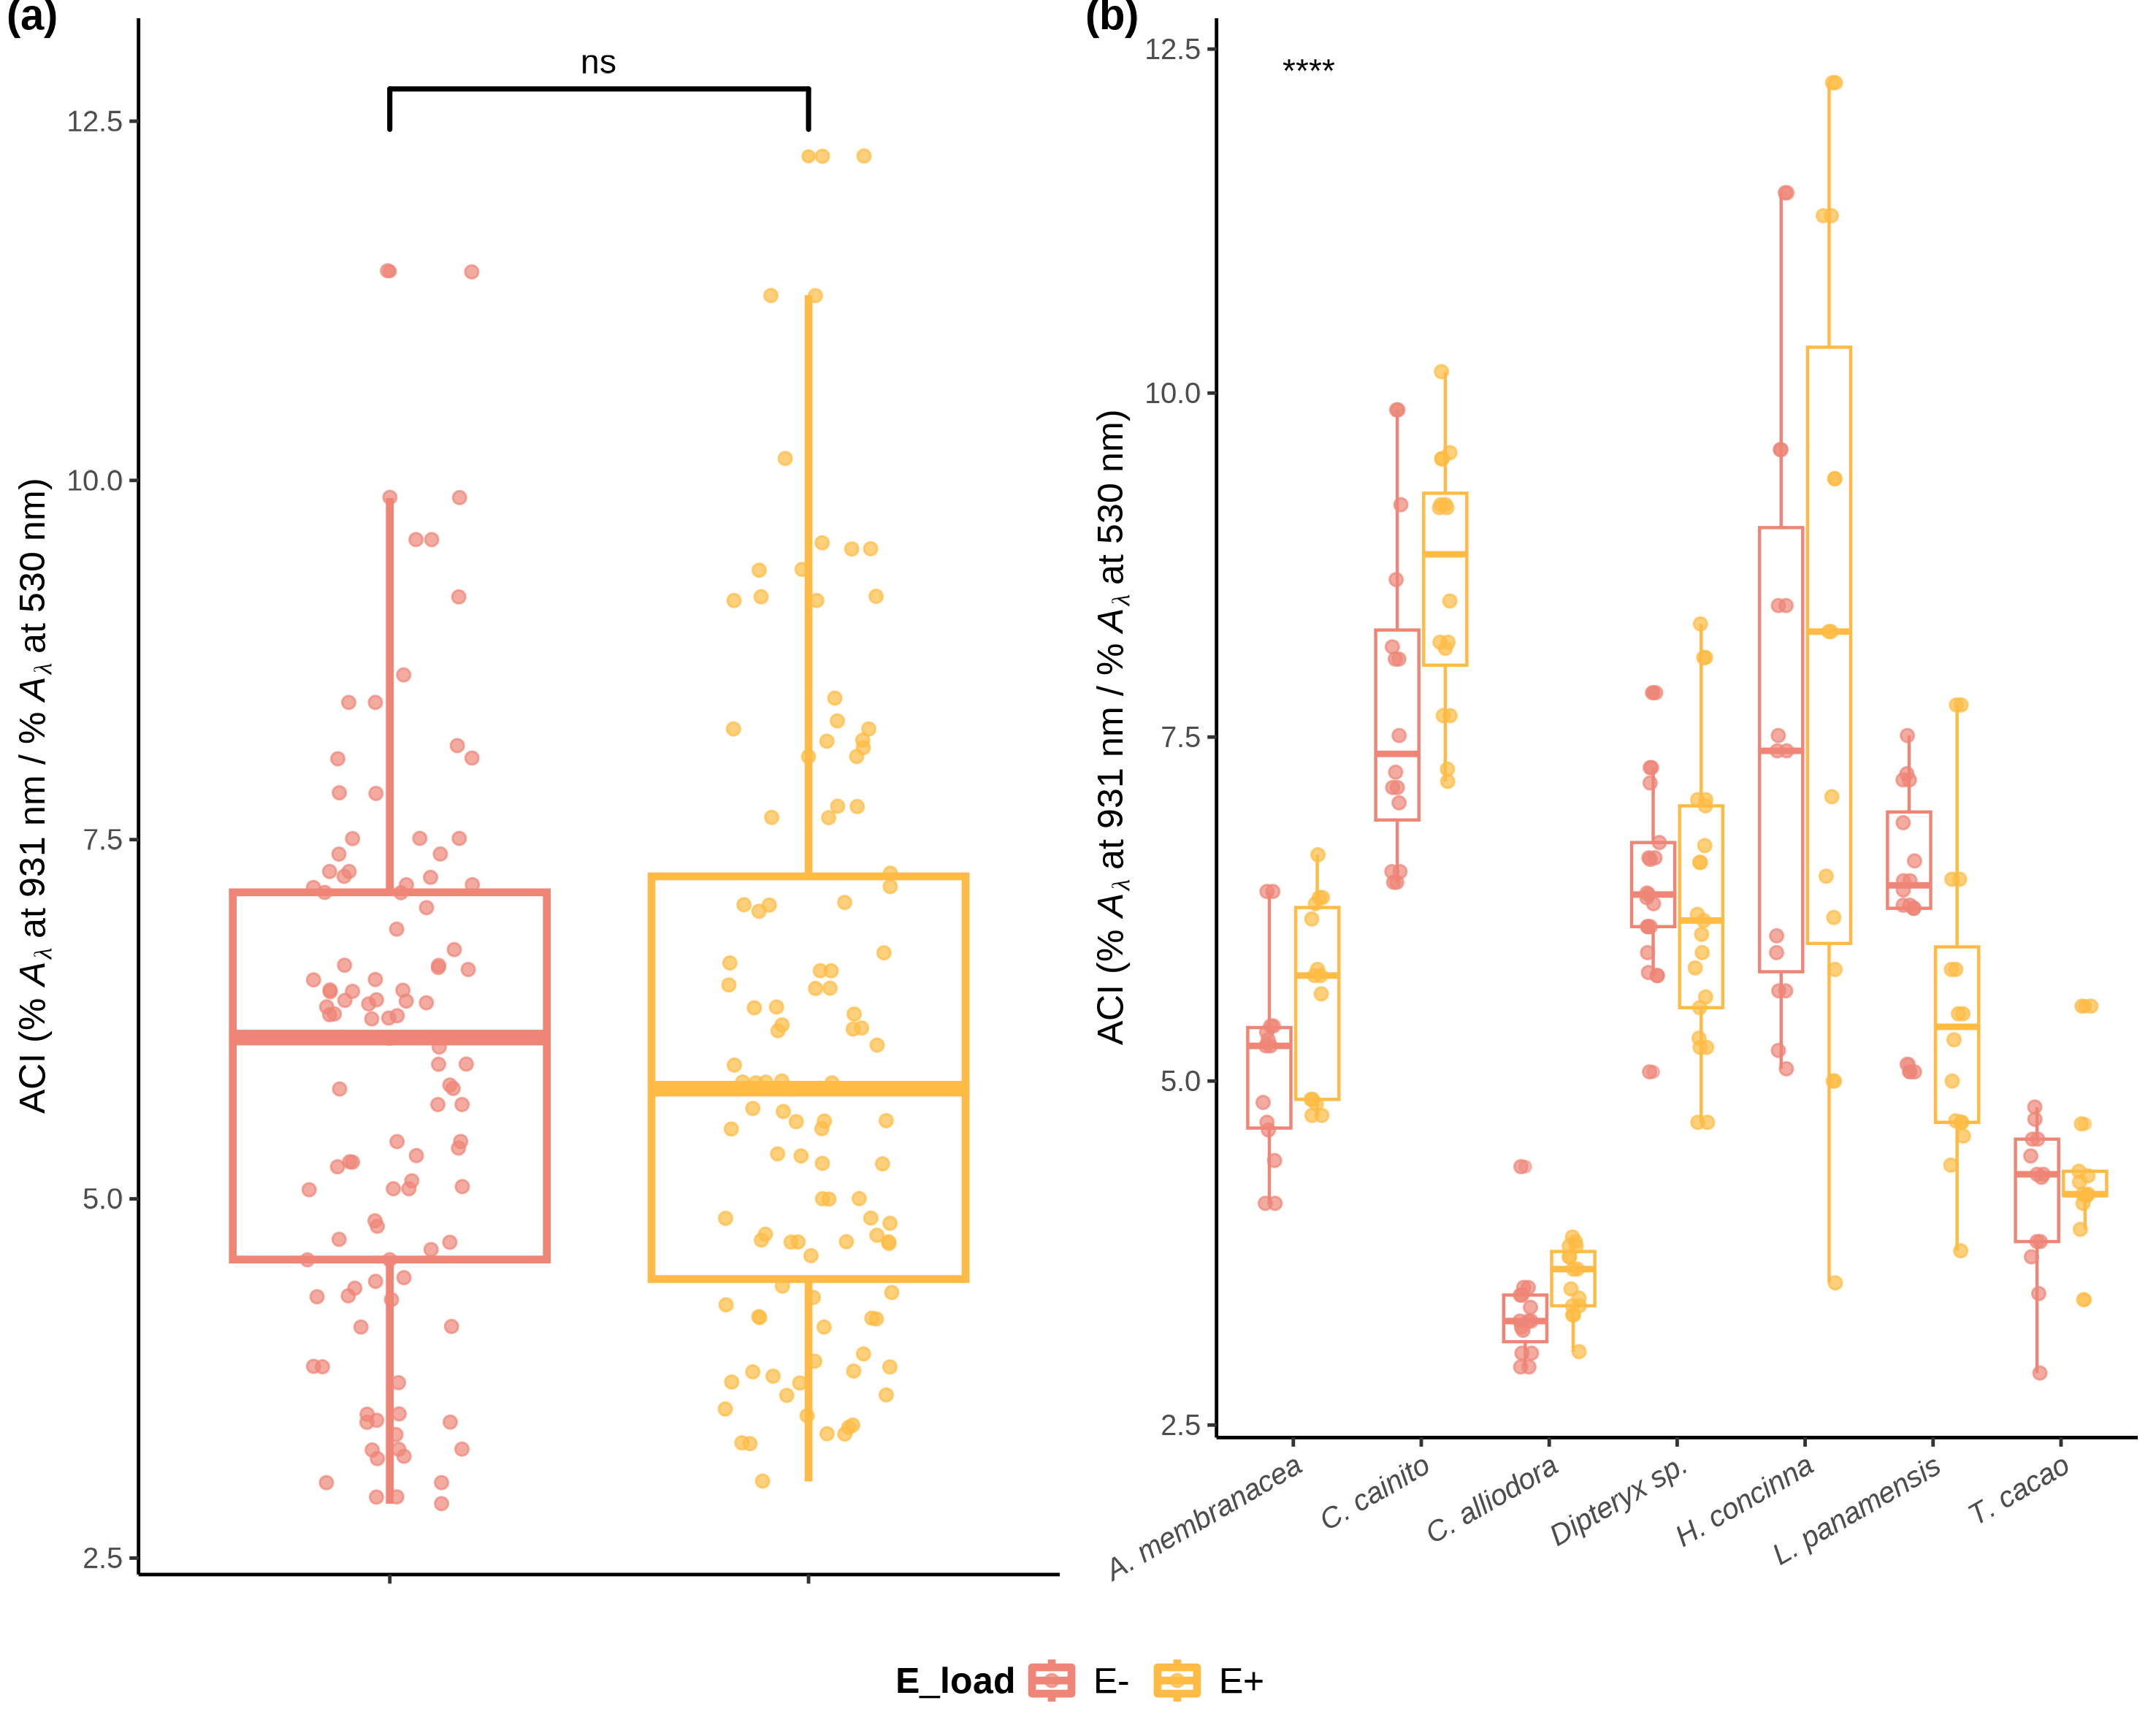 (a)
ns
12.5
10.0
7.5
5.0
2.5
ACI (% Aλ at 931 nm / % Aλ at 530 nm)
(b)
****
12.5
10.0
7.5
5.0
2.5
ACI (% Aλ at 931 nm / % Aλ at 530 nm)
A. membranacea
C. cainito
C. alliodora
Dipteryx sp.
H. concinna
L. panamensis
T. cacao
E_load E- E+